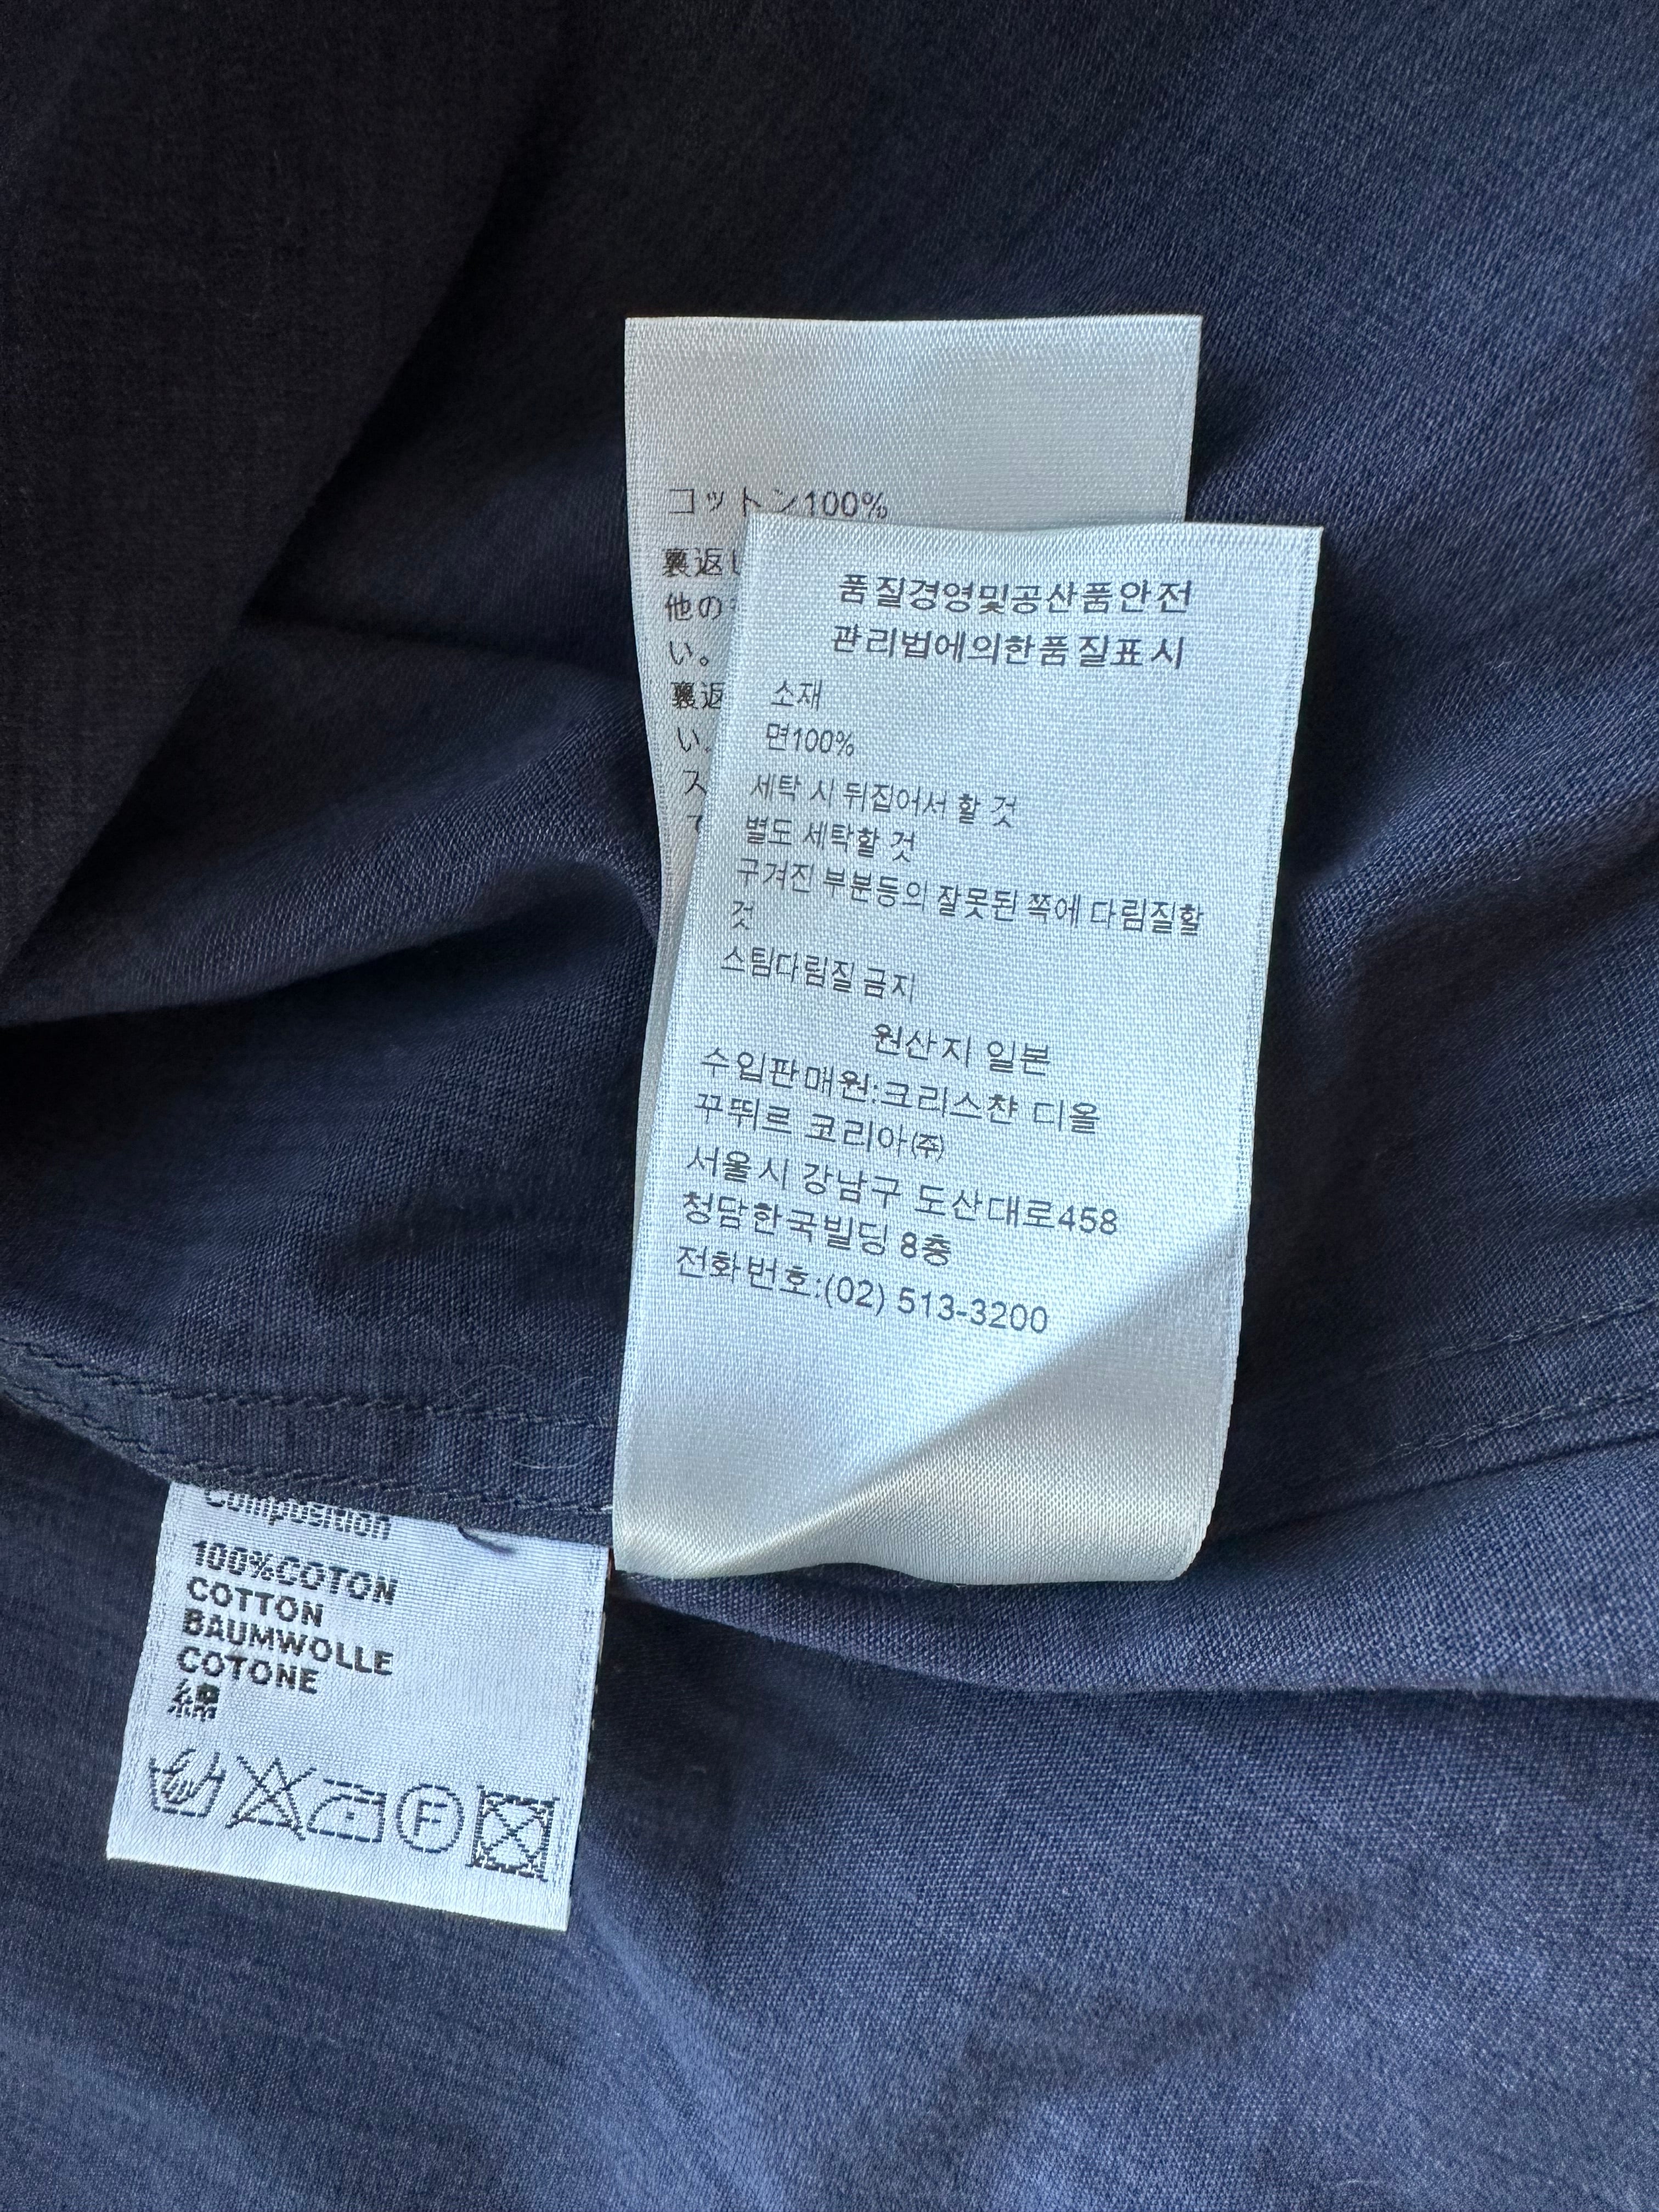 コットン100%
裏返し
他の
い。
裏返
い。
ス
品질경영및공산품안전
관리법에의한품질표시
소재
면100%
세탁 시 뒤집어서 할 것
별도 세탁할 것
구겨진 부분등의 잘못된 쪽에 다림질할
것
스팀다림질 금지
원산지 일본
수입판매원:크리스챤 디올
꾸뛰르 코리아㈜
서울시 강남구 도산대로458
청담한국빌딩 8층
전화번호:(02) 513-3200
Composition
100%COTON
COTTON
BAUMWOLLE
COTONE
綿
F